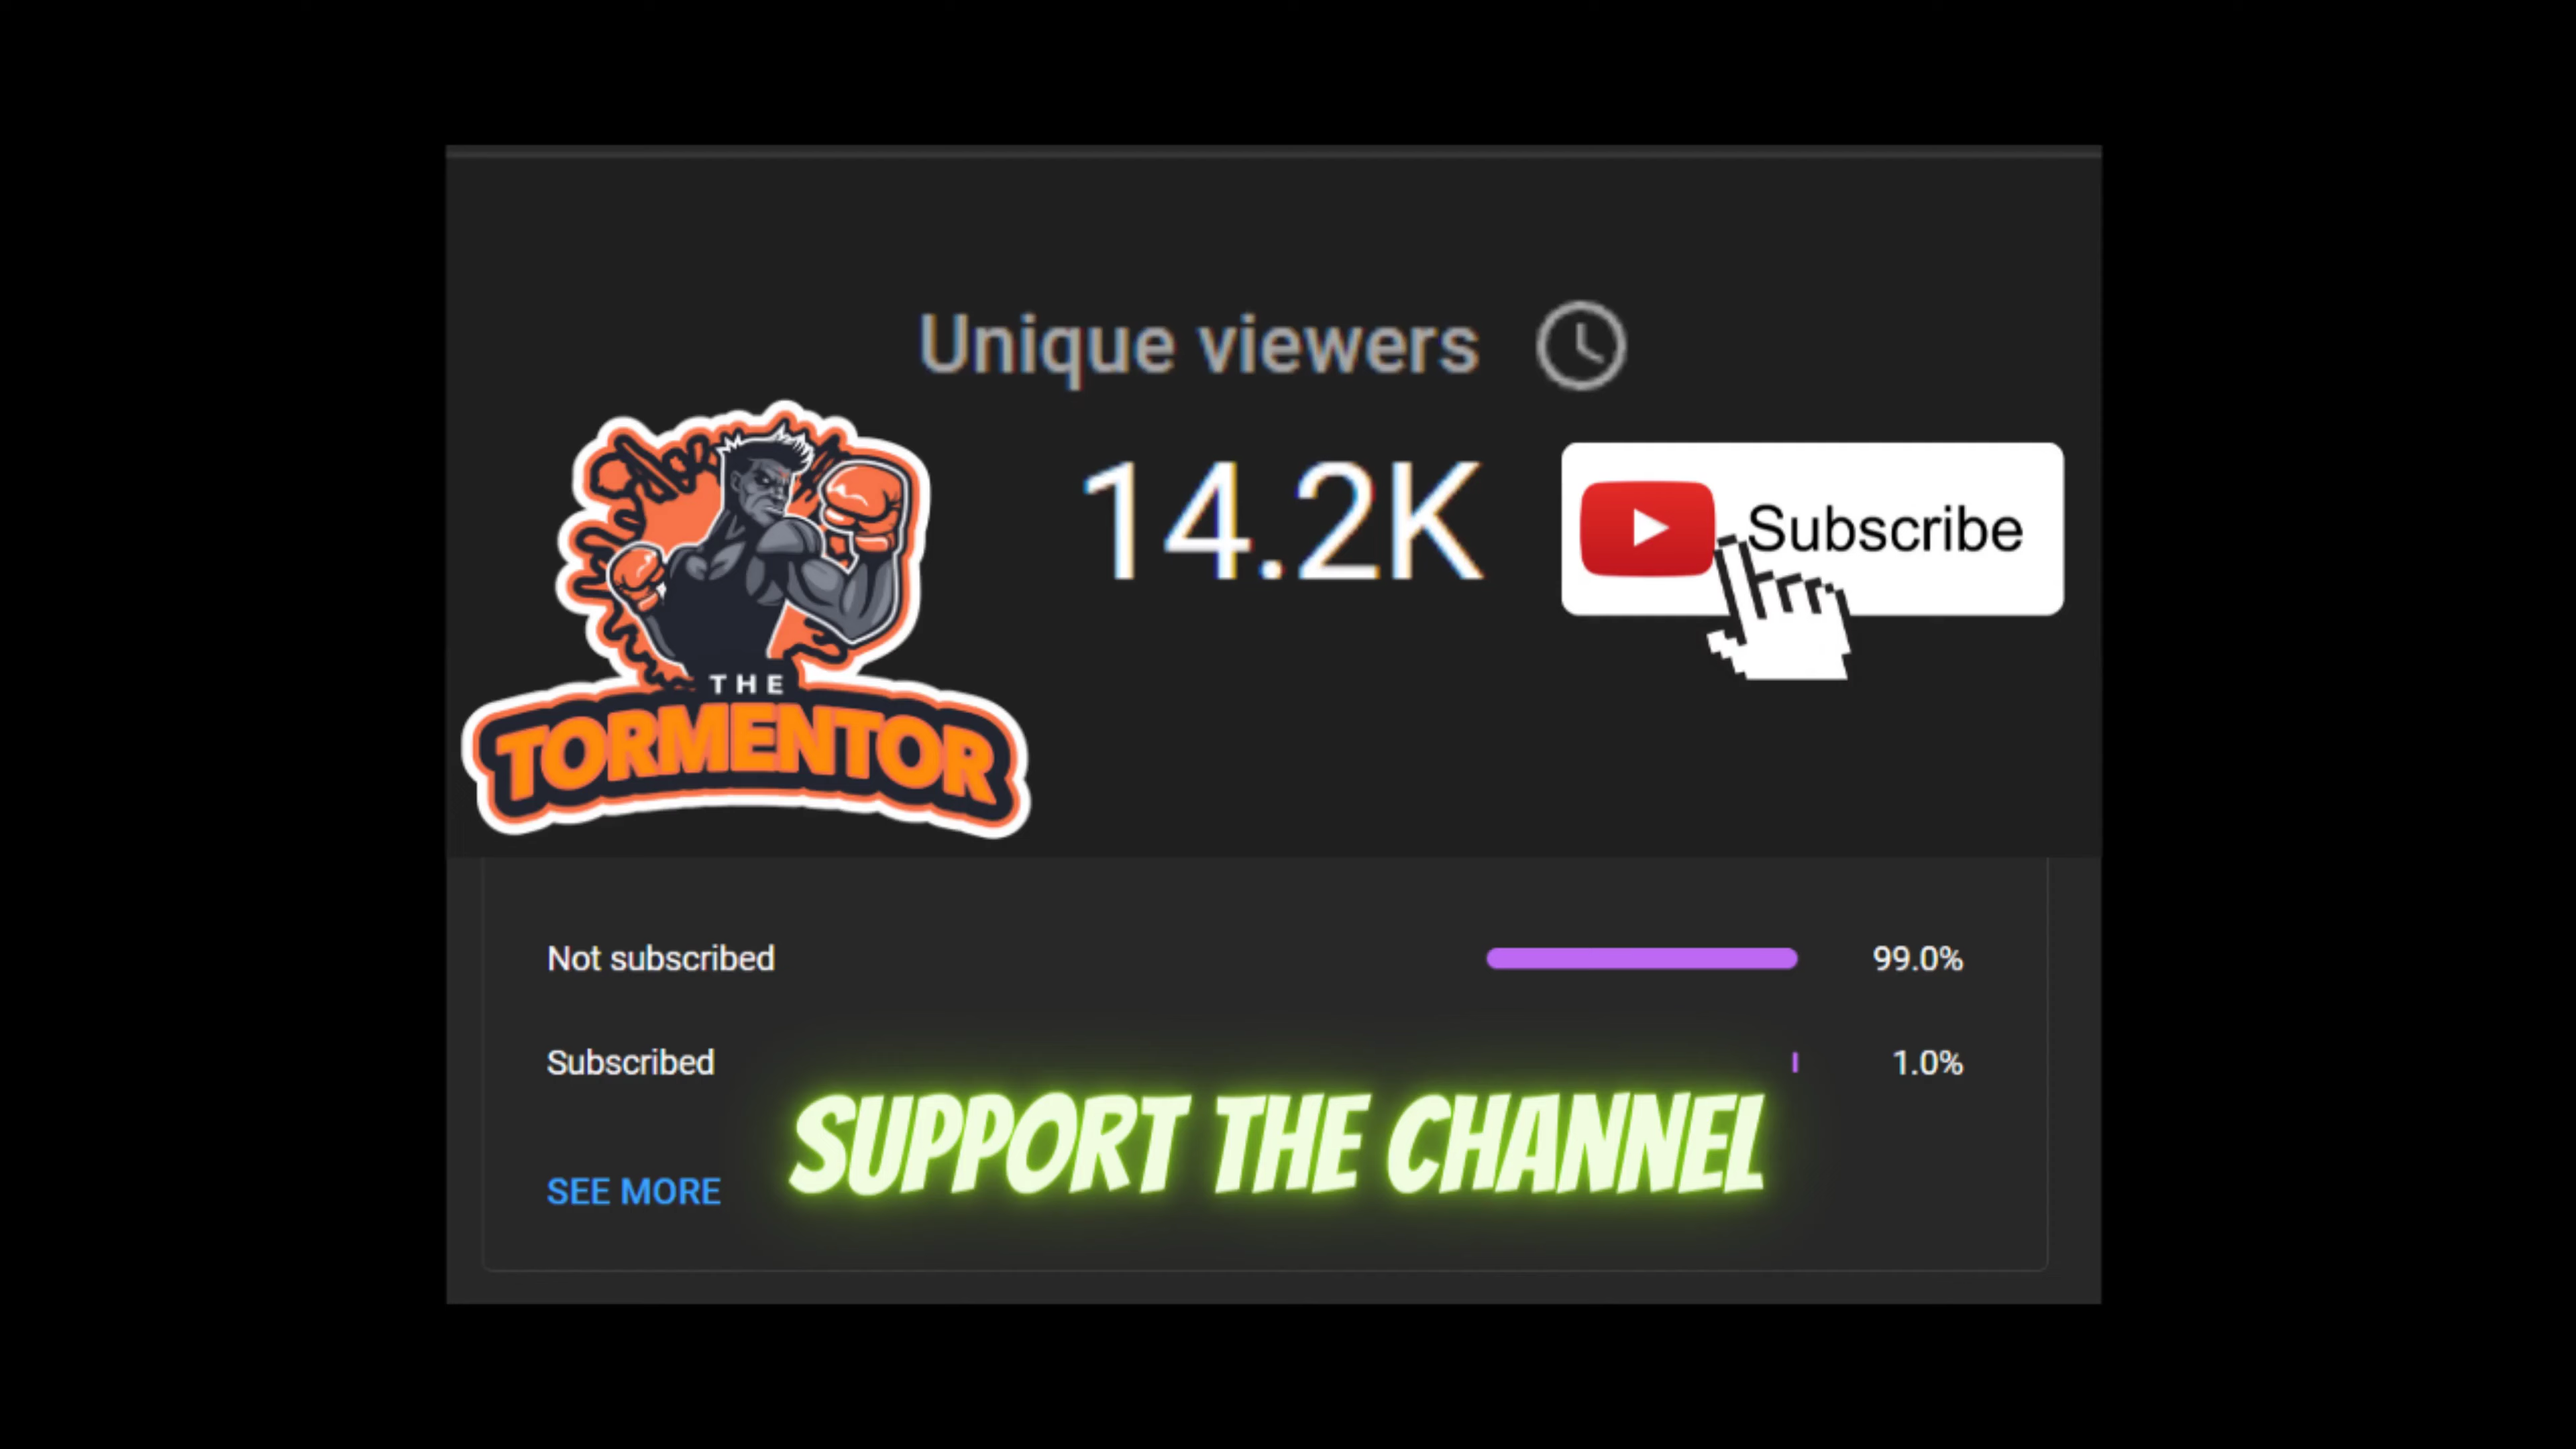 Unique viewers
14.2K
Subscribe
THE
TORMENTOR
Not subscribed 99.0%
Subscribed 1.0%
SUPPORT THE CHANNEL
SEE MORE